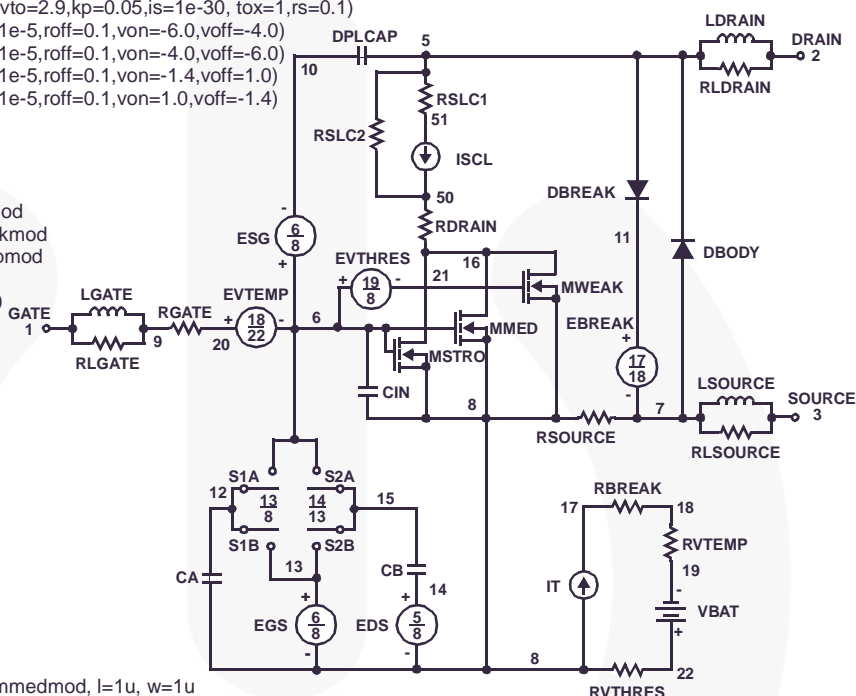 vto=2.9,kp=0.05,is=1e-30, tox=1,rs=0.1)
1e-5,roff=0.1,von=-6.0,voff=-4.0)
1e-5,roff=0.1,von=-4.0,voff=-6.0)
1e-5,roff=0.1,von=-1.4,voff=1.0)
1e-5,roff=0.1,von=1.0,voff=-1.4)
od
kmod
omod
)
mmedmod, l=1u, w=1u
DPLCAP
5
10
LDRAIN
DRAIN
2
RLDRAIN
RSLC1
51
RSLC2
ISCL
50
DBREAK
RDRAIN
-
ESG
6
8
+
EVTHRES
+
19
8
-
21
16
MWEAK
11
DBODY
LGATE
GATE
1
RGATE
EVTEMP
+
18
22
-
6
9
20
RLGATE
MMED
EBREAK
+
17
18
-
MSTRO
CIN
8
7
RSOURCE
LSOURCE
SOURCE
3
RLSOURCE
S1A
S2A
12
13
8
14
13
15
S1B
S2B
13
CA
CB
14
+
EGS
6
8
-
+
EDS
5
8
-
RBREAK
17
18
RVTEMP
19
IT
-
VBAT
+
8
22
RVTHRES